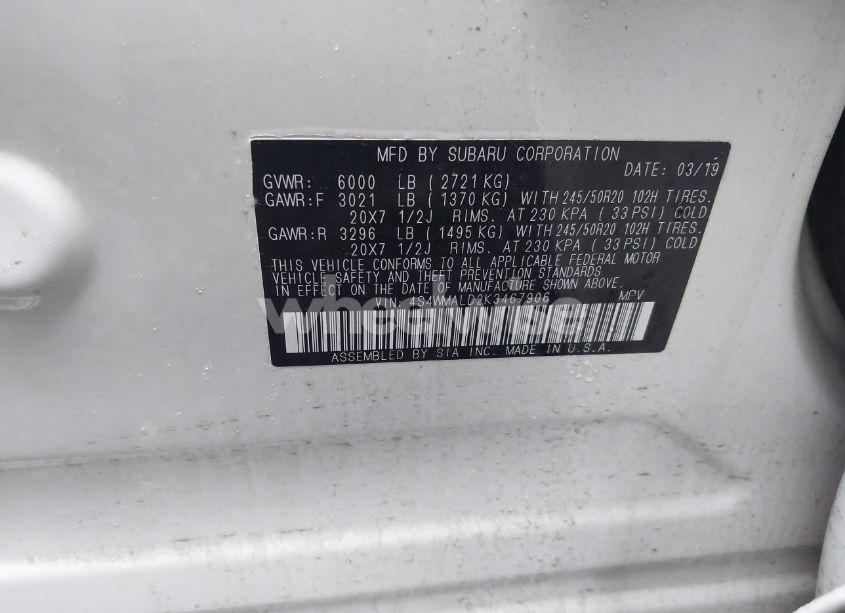 MFD BY SUBARU CORPORATION
DATE: 03/19
GVWR: 6000 LB ( 2721 KG)
GAWR:F 3021 LB ( 1370 KG) WITH 245/50R20 102H TIRES.
20X7 1/2J RIMS. AT 230 KPA ( 33 PSI) COLD
GAWR:R 3296 LB ( 1495 KG) WITH 245/50R20 102H TIRES.
20X7 1/2J RIMS. AT 230 KPA ( 33 PSI) COLD
THIS VEHICLE CONFORMS TO ALL APPLICABLE FEDERAL MOTOR
VEHICLE SAFETY AND THEFT PREVENTION STANDARDS
IN EFFECT ON THE DATE OF MANUFACTURE SHOWN ABOVE.
VIN: 4S4WMALD2K3467906 MPV
ASSEMBLED BY SIA INC. MADE IN U.S.A.